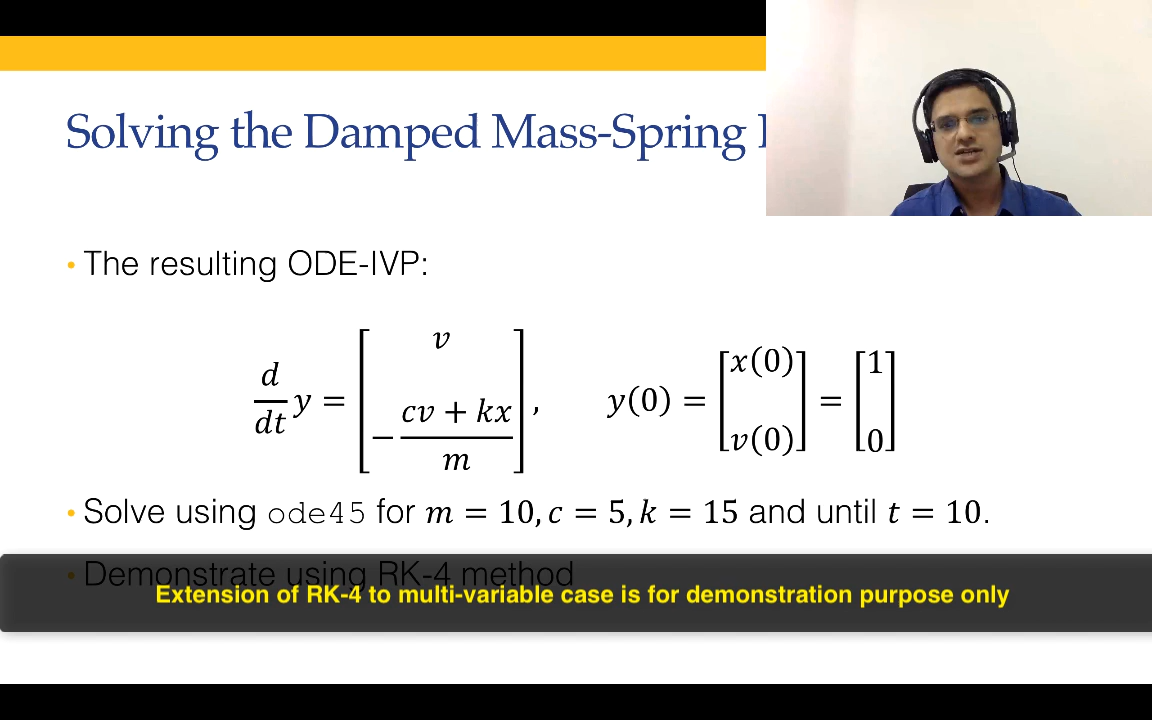 Solving the Damped Mass-Spring
• The resulting ODE-IVP:
d/dt y = [v, −(cv + kx)/m], y(0) = [x(0), v(0)] = [1, 0]
• Solve using ode45 for m = 10, c = 5, k = 15 and until t = 10.
• Demonstrate using RK-4 method
Extension of RK-4 to multi-variable case is for demonstration purpose only